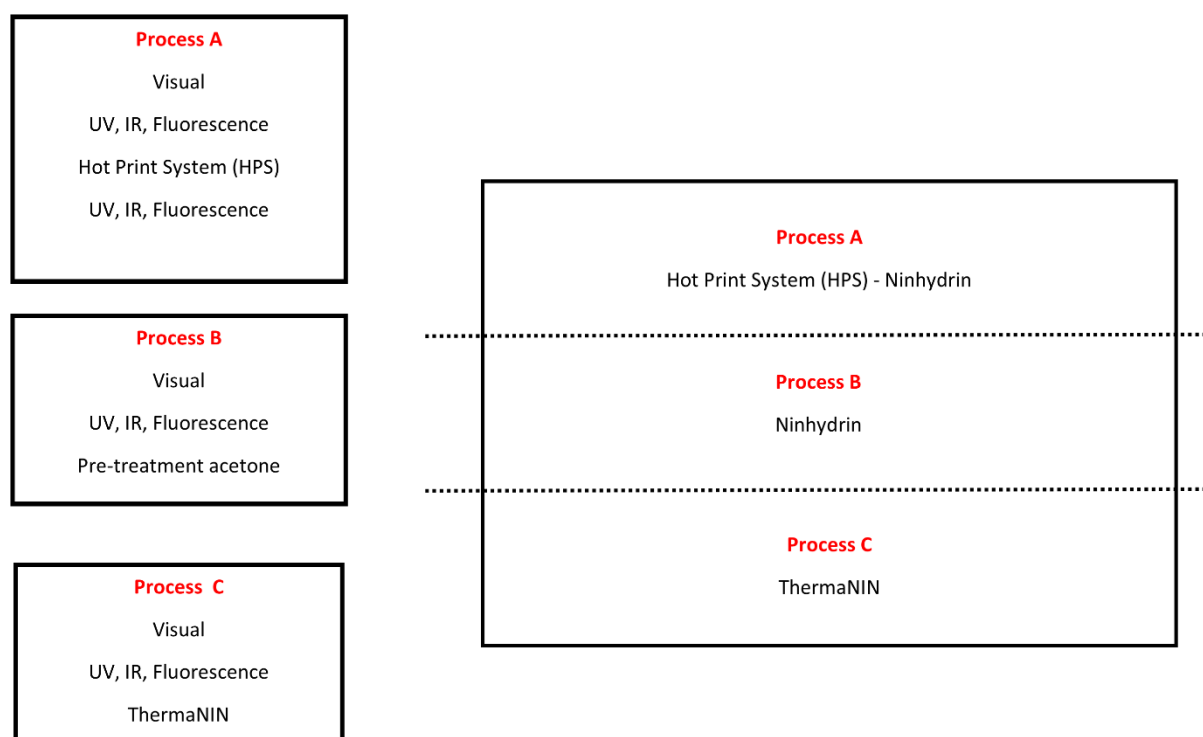 Process A
Visual
UV, IR, Fluorescence
Hot Print System (HPS)
UV, IR, Fluorescence
Process B
Visual
UV, IR, Fluorescence
Pre-treatment acetone
Process C
Visual
UV, IR, Fluorescence
ThermaNIN
Process A
Hot Print System (HPS) - Ninhydrin
Process B
Ninhydrin
Process C
ThermaNIN